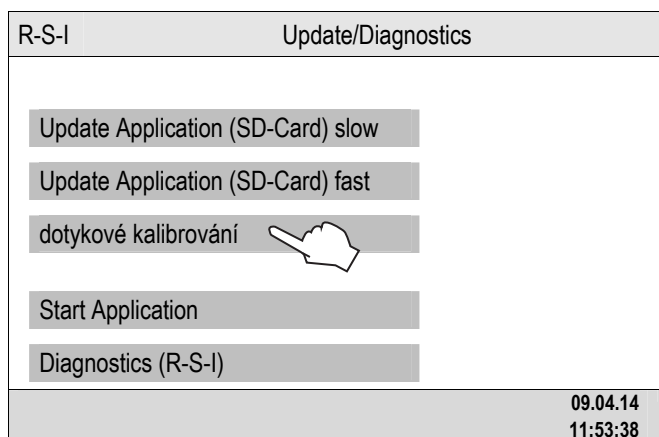 R-S-I Update/Diagnostics
Update Application (SD-Card) slow
Update Application (SD-Card) fast
dotykové kalibrování
Start Application
Diagnostics (R-S-I)
09.04.14
11:53:38